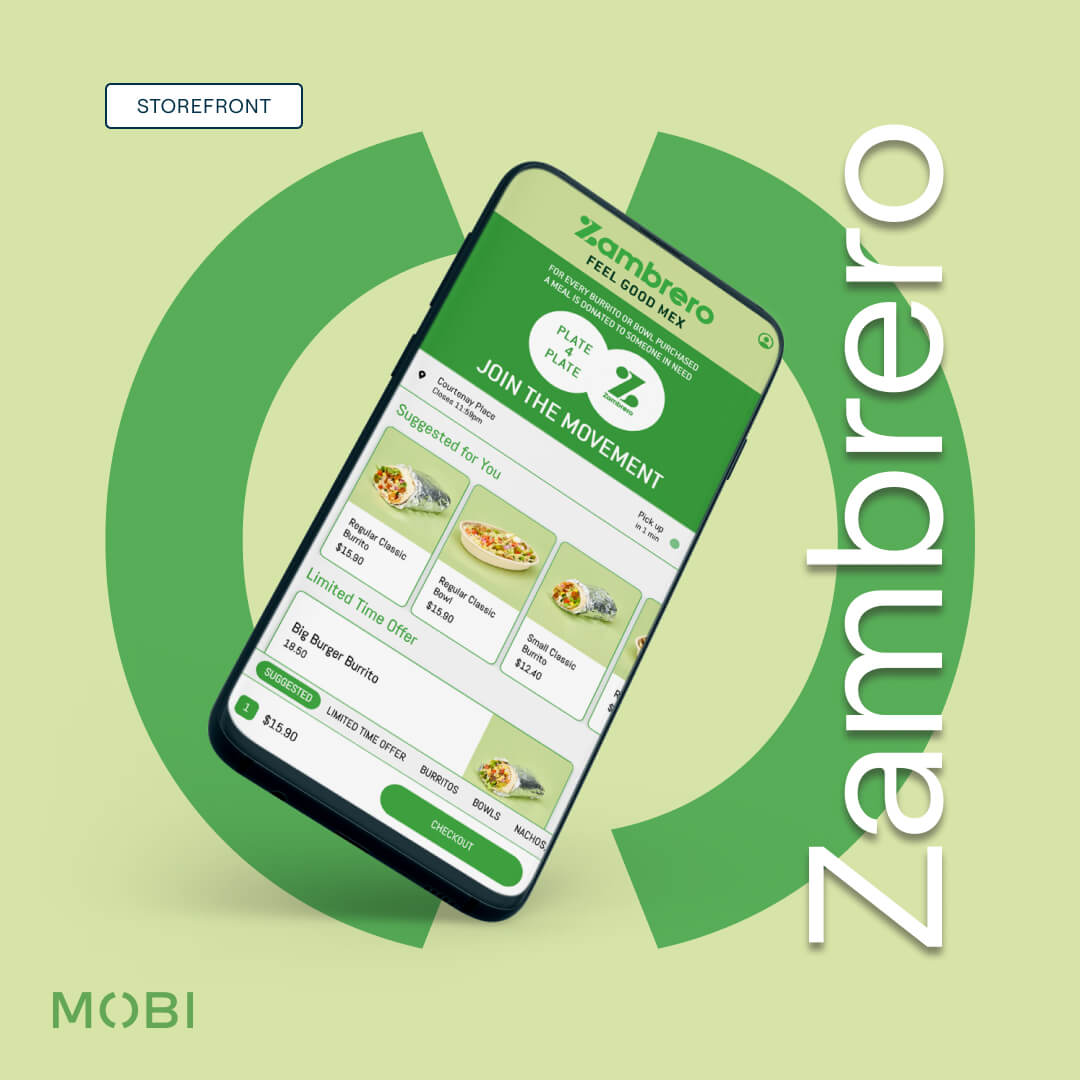 STOREFRONT
Zambrero
FEEL GOOD MEX
FOR EVERY BURRITO OR BOWL PURCHASED
A MEAL IS DONATED TO SOMEONE IN NEED
PLATE
4
PLATE
Zambrero
JOIN THE MOVEMENT
Courtenay Place
Closes 11:59pm
Pick up
in 1 min
Suggested for You
Regular Classic
Burrito
$15.90
Regular Classic
Bowl
$15.90
Small Classic
Burrito
$12.40
Limited Time Offer
Big Burger Burrito
18.50
SUGGESTED
LIMITED TIME OFFER
BURRITOS
BOWLS
NACHOS,
1
$15.90
CHECKOUT
Zambrero
MOBI